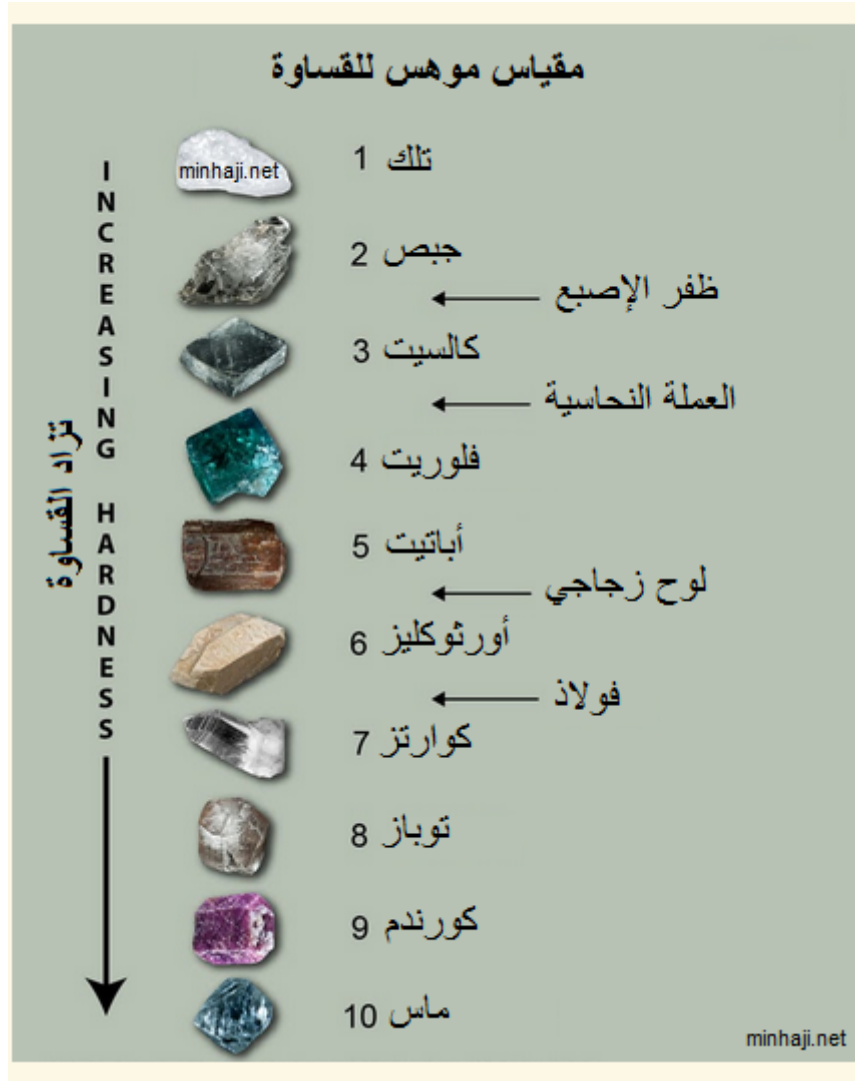 مقياس موهس للقساوة
minhaji.net
تلك 1
جبص 2
ظفر الإصبع
كالسيت 3
العملة النحاسية
فلوريت 4
أباتيت 5
لوح زجاجي
أورثوكليز 6
فولاذ
كوارتز 7
توباز 8
كورندم 9
ماس 10
INCREASING HARDNESS
تزاد القساوة
minhaji.net